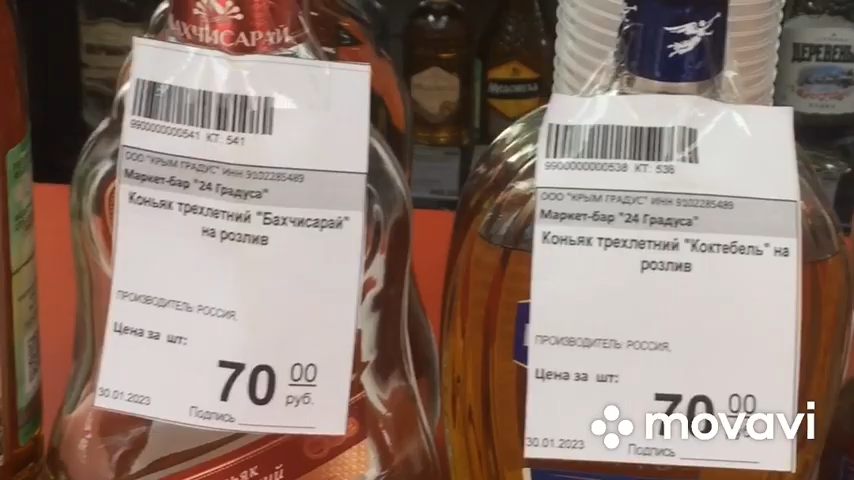 БАХЧИСАРАЙ
9900000000541 КТ. 541
ООО "КРЫМ ГРАДУС" ИНН 9102285489
Маркет-бар "24 Градуса"
Коньяк трехлетний "Бахчисарай"
на розлив
ПРОИЗВОДИТЕЛЬ РОССИЯ,
Цена за шт:
70 00
руб.
30.01.2023
Подпись
9900000000538 КТ. 538
ООО "КРЫМ ГРАДУС" ИНН 9102285489
Маркет-бар "24 Градуса"
Коньяк трехлетний "Коктебель" на
розлив
ПРОИЗВОДИТЕЛЬ РОССИЯ,
Цена за шт:
70 00
30.01.2023
Подпись
ДЕРЕВЕНЬ
movavi